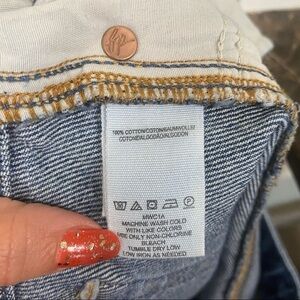 100% COTTON/COTON/BAUMWOLLE/
COTONE/ALGODÃO/ALGODON
MWC1A
MACHINE WASH COLD
WITH LIKE COLORS
USE ONLY NON-CHLORINE
BLEACH
TUMBLE DRY LOW
LOW IRON AS NEEDED